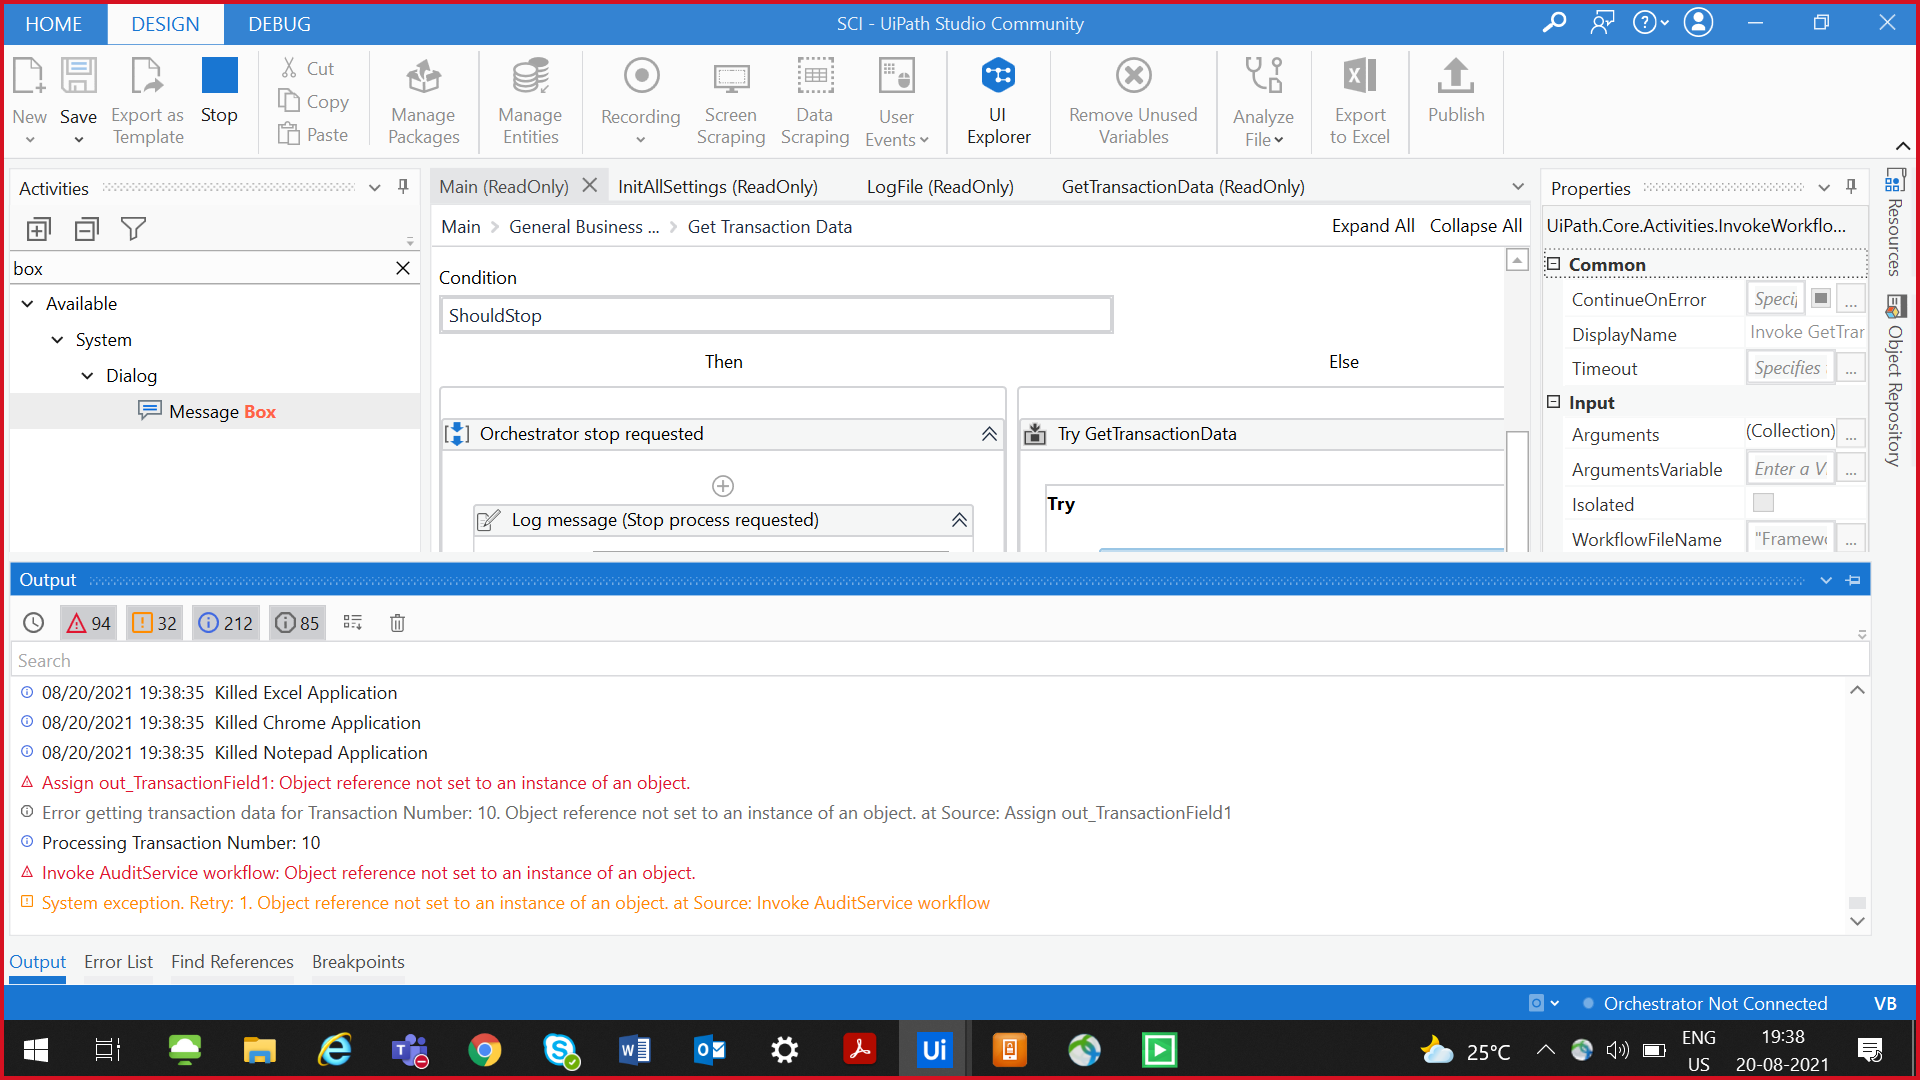 HOME DESIGN DEBUG SCI - UiPath Studio Community
New Save Export as Template Stop
Cut
Copy
Paste
Manage Packages
Manage Entities
Recording
Screen Scraping
Data Scraping
User Events
UI Explorer
Remove Unused Variables
Analyze File
Export to Excel
Publish
Activities
box
Available
System
Dialog
Message Box
Main (ReadOnly) InitAllSettings (ReadOnly) LogFile (ReadOnly) GetTransactionData (ReadOnly)
Main General Business ... Get Transaction Data Expand All Collapse All
Condition
ShouldStop
Then Else
Orchestrator stop requested Try GetTransactionData
Try
Log message (Stop process requested)
Properties
UiPath.Core.Activities.InvokeWorkflo...
Common
ContinueOnError Specif ...
DisplayName Invoke GetTran
Timeout Specifies ...
Input
Arguments (Collection) ...
ArgumentsVariable Enter a V ...
Isolated
WorkflowFileName "Framewo ...
Resources
Object Repository
Output
94 32 212 85
Search
08/20/2021 19:38:35 Killed Excel Application
08/20/2021 19:38:35 Killed Chrome Application
08/20/2021 19:38:35 Killed Notepad Application
Assign out_TransactionField1: Object reference not set to an instance of an object.
Error getting transaction data for Transaction Number: 10. Object reference not set to an instance of an object. at Source: Assign out_TransactionField1
Processing Transaction Number: 10
Invoke AuditService workflow: Object reference not set to an instance of an object.
System exception. Retry: 1. Object reference not set to an instance of an object. at Source: Invoke AuditService workflow
Output Error List Find References Breakpoints
Orchestrator Not Connected VB
Ui
25°C
ENG
US
19:38
20-08-2021